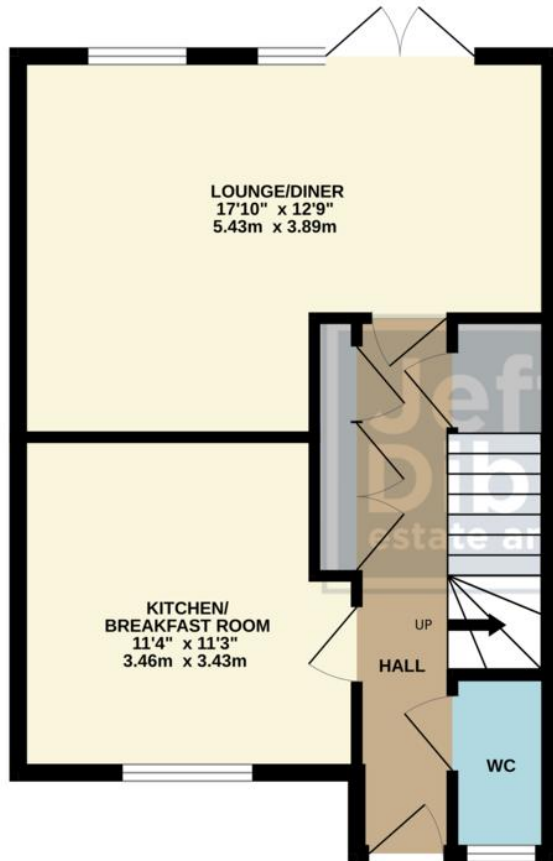 LOUNGE/DINER
17'10" x 12'9"
5.43m x 3.89m
KITCHEN/
BREAKFAST ROOM
11'4" x 11'3"
3.46m x 3.43m
UP
HALL
WC
estate